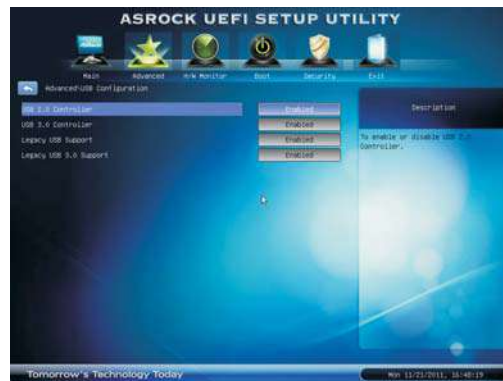 ASROCK UEFI SETUP UTILITY
Main Advanced H/W Monitor Boot Security Exit
Advanced\USB Configuration
USB 2.0 Controller Enabled
USB 3.0 Controller Enabled
Legacy USB Support Enabled
Legacy USB 3.0 Support Enabled
Description
To enable or disable USB 2.0
Controller.
Tomorrow's Technology Today
Mon 11/21/2011, 16:40:19